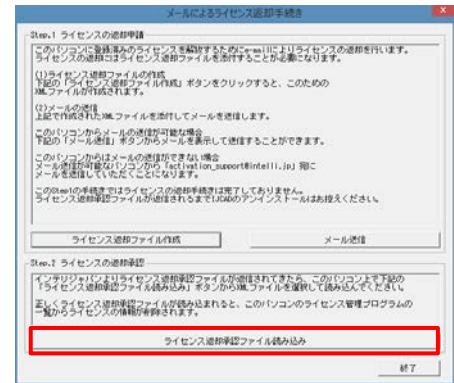 メールによるライセンス返却手続き
Step.1 ライセンスの返却申請
このパソコンに登録済みのライセンスを解放するためにe-mailによりライセンスの返却を行います。
ライセンスの返却にはライセンス返却ファイルを添付することが必要になります。
(1)ライセンス返却ファイルの作成
下記の「ライセンス返却ファイル作成」ボタンをクリックすると、このための
XMLファイルが作成されます。
(2)メールの送信
上記で作成されたXMLファイルを添付してメールを送信します。
このパソコンからメールの送信が可能な場合
下記の「メール送信」ボタンからメールを表示して送信することができます。
このパソコンからはメールの送信ができない場合
メール送信が可能なパソコンから「activation_support@intelli.jp」宛に
メールを送信していただくことになります。
このStep1の手続きではライセンスの返却手続きは完了しておりません。
ライセンス返却承認ファイルが返信されるまでIJCADのアンインストールはお控えください。
ライセンス返却ファイル作成
メール送信
Step.2 ライセンスの返却承認
インテリジャパンよりライセンス返却承認ファイルが返信されてきたら、このパソコン上で下記の
「ライセンス返却承認ファイル読み込み」ボタンからXMLファイルを選択して読み込んでください。
正しくライセンス返却承認ファイルが読み込まれると、このパソコンのライセンス管理プログラムの
一覧からライセンスの情報が削除されます。
ライセンス返却承認ファイル読み込み
終了